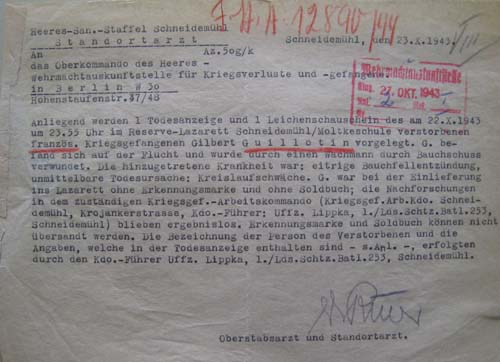 F.H.A 12890/44
Heeres-San.-Staffel Schneidemühl
Standortarzt
Schneidemühl, den 23.X.1943
Az.50g/k
An
das Oberkommando des Heeres -
Wehrmachtauskunftstelle für Kriegsverluste und -gefangene
in Berlin W 30
Hohenstaufenstr.47/48
Wehrmachtauskunftstelle
Eing. 27. OKT. 1943
Anliegend werden 1 Todesanzeige und 1 Leichenschauschein des am 22.X.1943
um 23.55 Uhr im Reserve-Lazarett Schneidemühl/Moltkeschule verstorbenen
französ. Kriegsgefangenen Gilbert Guillotin vorgelegt. G. be-
fand sich auf der Flucht und wurde durch einen Wachmann durch Bauchschuss
verwundet. Die hinzugetretene Krankheit war: eitrige Bauchfellentzündung,
unmittelbare Todesursache: Kreislaufschwäche. G. war bei der Einlieferung
ins Lazarett ohne Erkennungsmarke und ohne Soldbuch; die Nachforschungen
in dem zuständigen Kriegsgef.-Arbeitskommando (Kriegsgef.Arb.Kdo. Schnei-
demühl, Krojankerstrasse, Kdo.-Führer: Uffz. Lippka, 1./Lds.Schtz.Batl.253,
Schneidemühl) blieben ergebnislos. Erkennungsmarke und Soldbuch können nicht
übersandt werden. Die Bezeichnung der Person des Verstorbenen und die
Angaben, welche in der Todesanzeige enthalten sind - s.Anl. -, erfolgten
durch den Kdo.-Führer Uffz. Lippka, 1./Lds.Schtz.Batl.253, Schneidemühl.
Oberstabsarzt und Standortarzt.